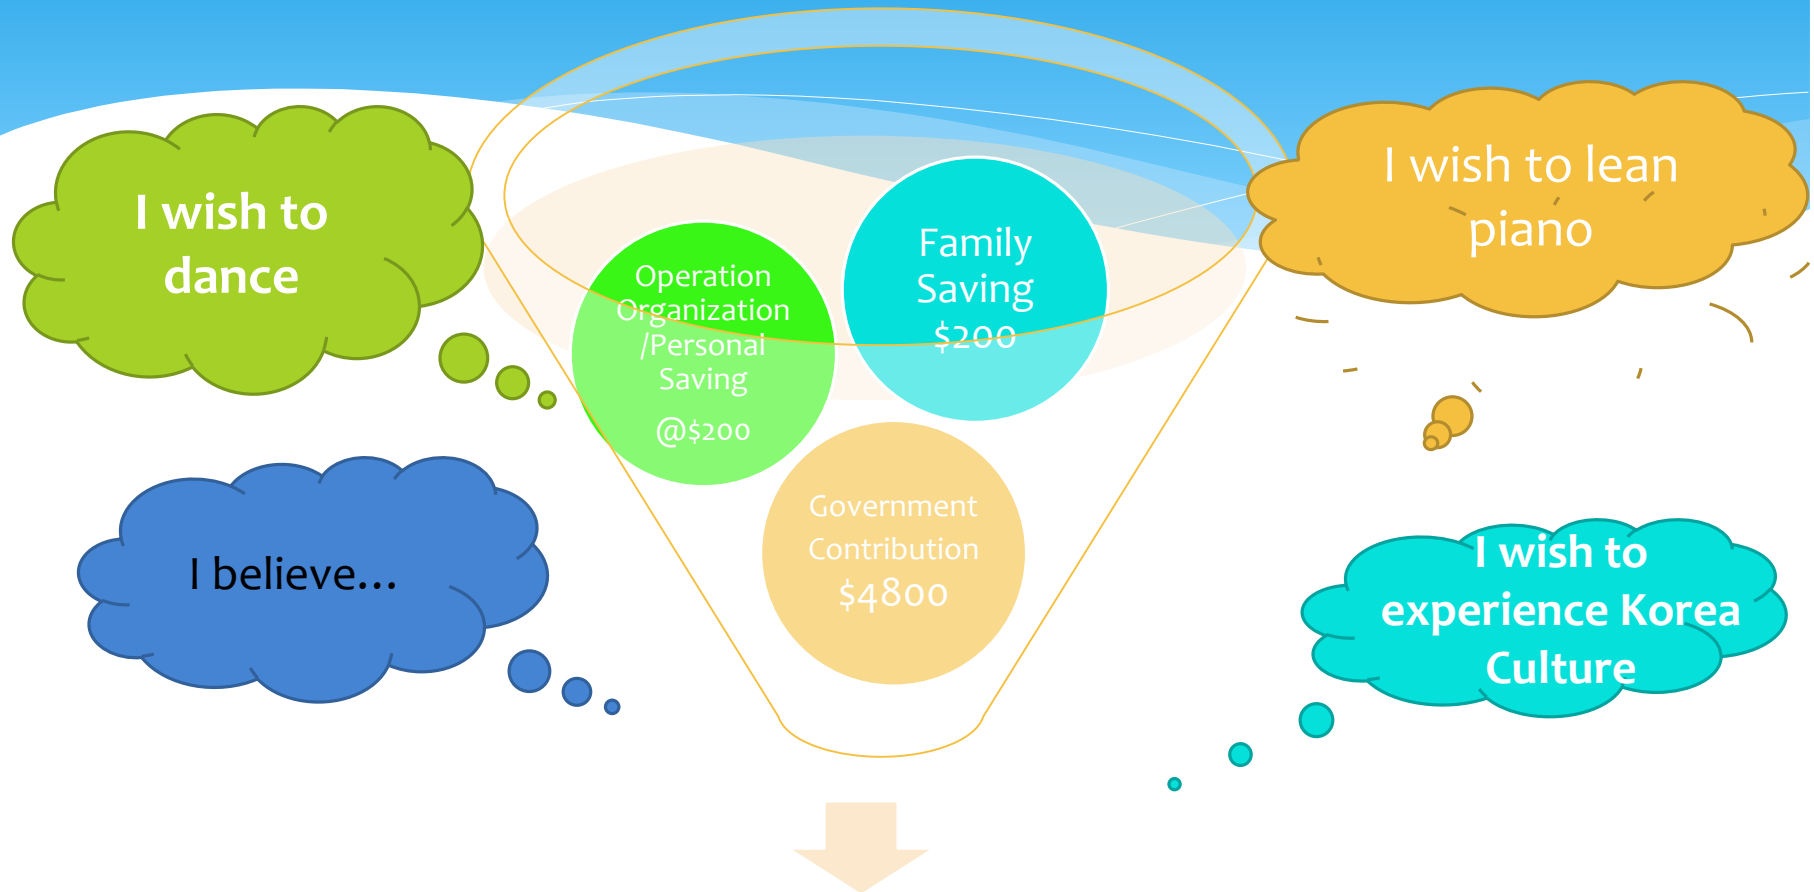 I wish to
dance
I wish to lean
piano
Operation
Organization
/Personal
Saving
@$200
Family
Saving
$200
Government
Contribution
$4800
I believe...
I wish to
experience Korea
Culture